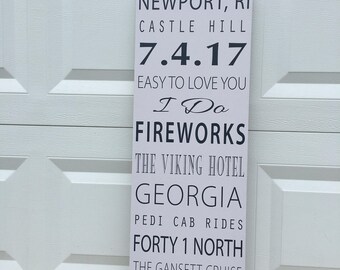 NEWPORT, RI
CASTLE HILL
7.4.17
EASY TO LOVE YOU
I Do
FIREWORKS
THE VIKING HOTEL
GEORGIA
PEDI CAB RIDES
FORTY 1 NORTH
THE GANSETT CRUISE